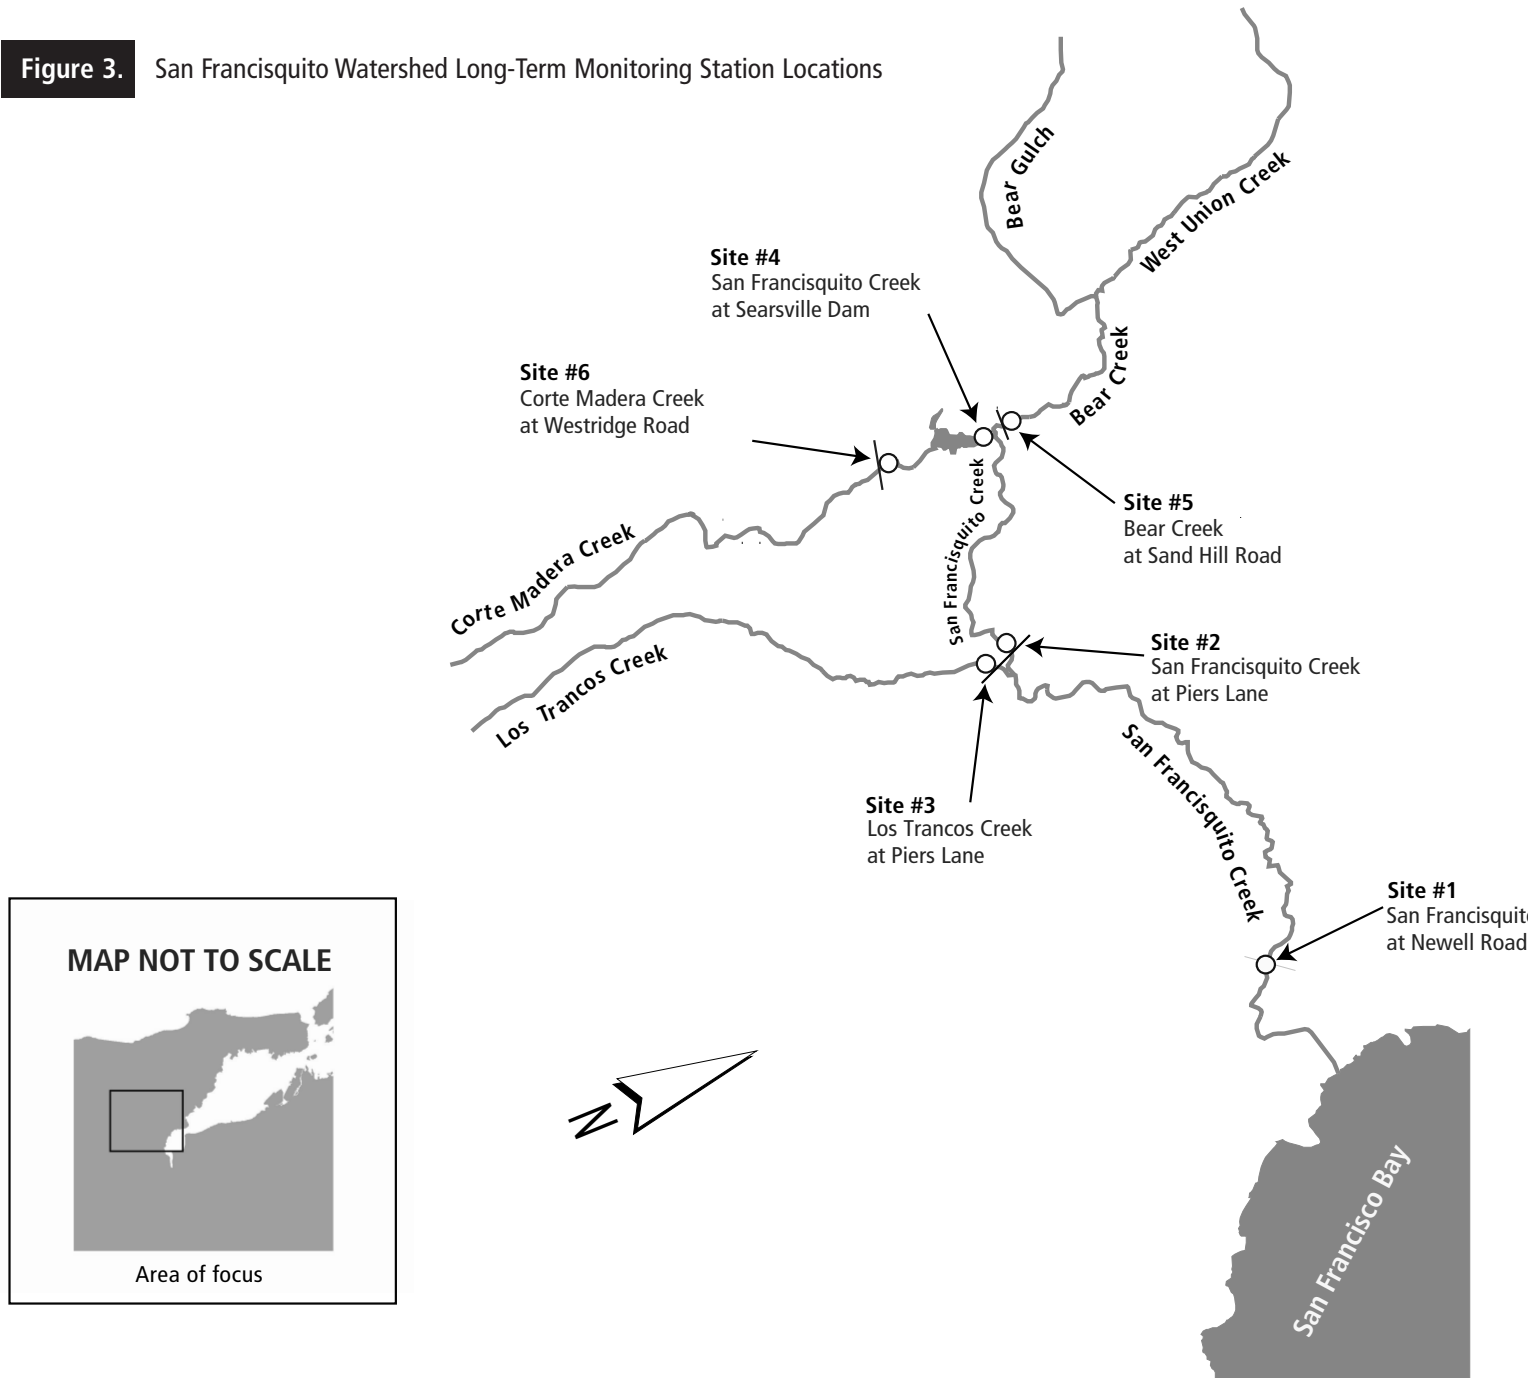 Figure 3. San Francisquito Watershed Long-Term Monitoring Station Locations
Bear Gulch
West Union Creek
Site #4
San Francisquito Creek
at Searsville Dam
Bear Creek
Site #6
Corte Madera Creek
at Westridge Road
San Francisquito Creek
Site #5
Bear Creek
at Sand Hill Road
Corte Madera Creek
Los Trancos Creek
Site #2
San Francisquito Creek
at Piers Lane
San Francisquito Creek
Site #3
Los Trancos Creek
at Piers Lane
Site #1
San Francisquito
at Newell Road
MAP NOT TO SCALE
Area of focus
N
San Francisco Bay